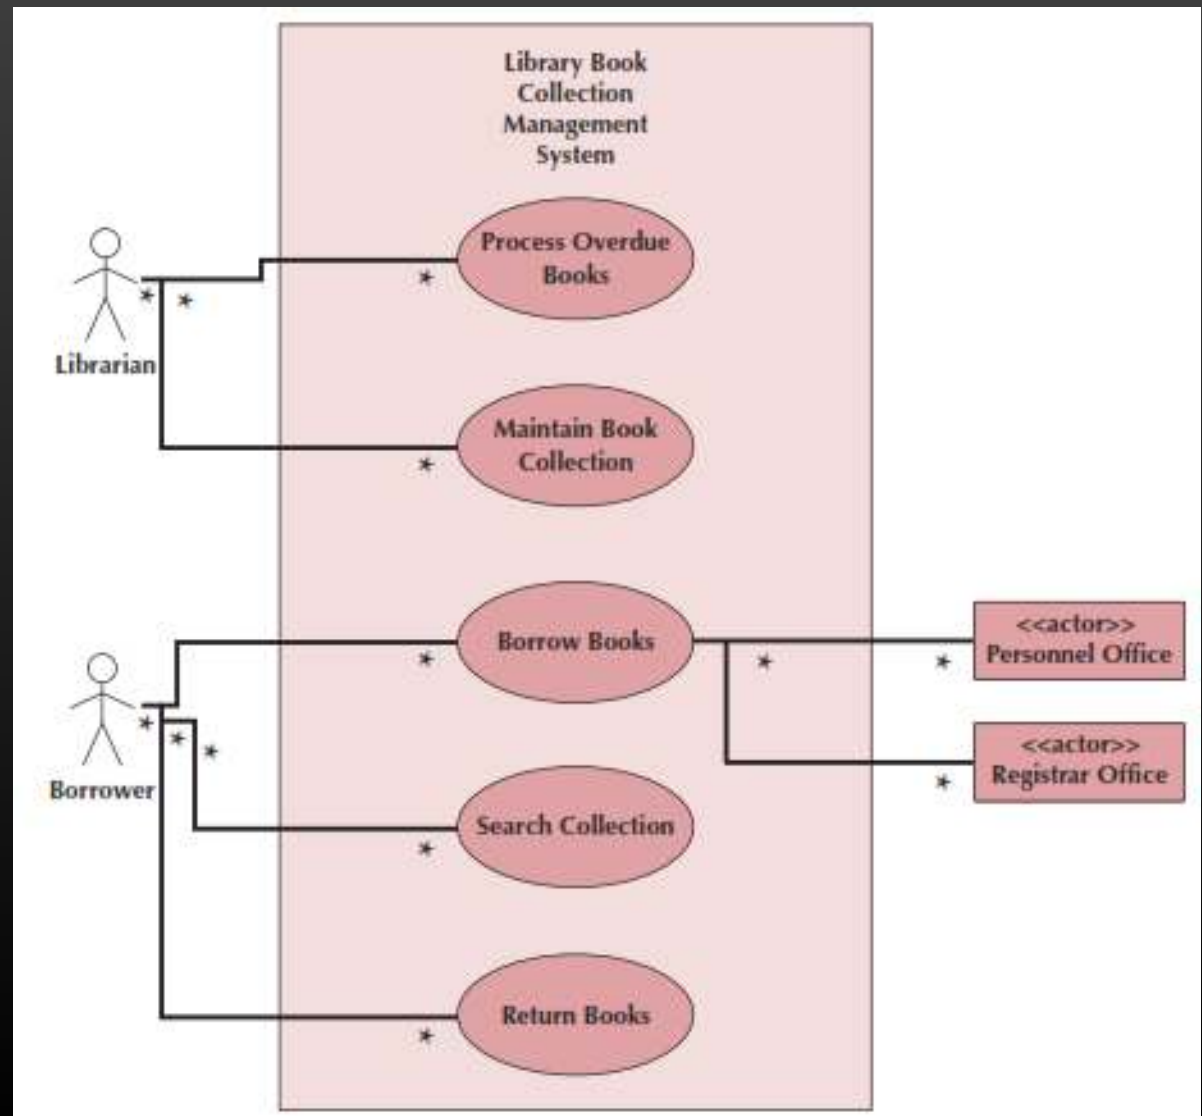 Library Book
Collection
Management
System
Process Overdue
Books
*
*
*
Librarian
Maintain Book
Collection
*
Borrow Books
*
*
*
<<actor>>
Personnel Office
*
*
*
Borrower
<<actor>>
Registrar Office
*
Search Collection
*
Return Books
*